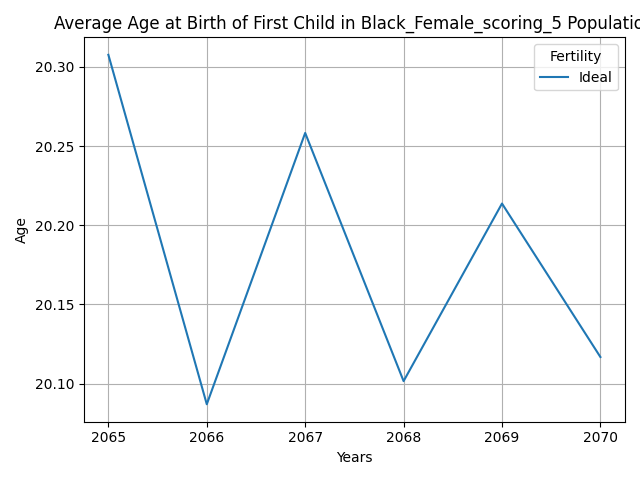 Average Age at Birth of First Child in Black_Female_scoring_5 Populatio
Fertility
Ideal
20.30
20.25
20.20
20.15
20.10
Age
2065 2066 2067 2068 2069 2070
Years